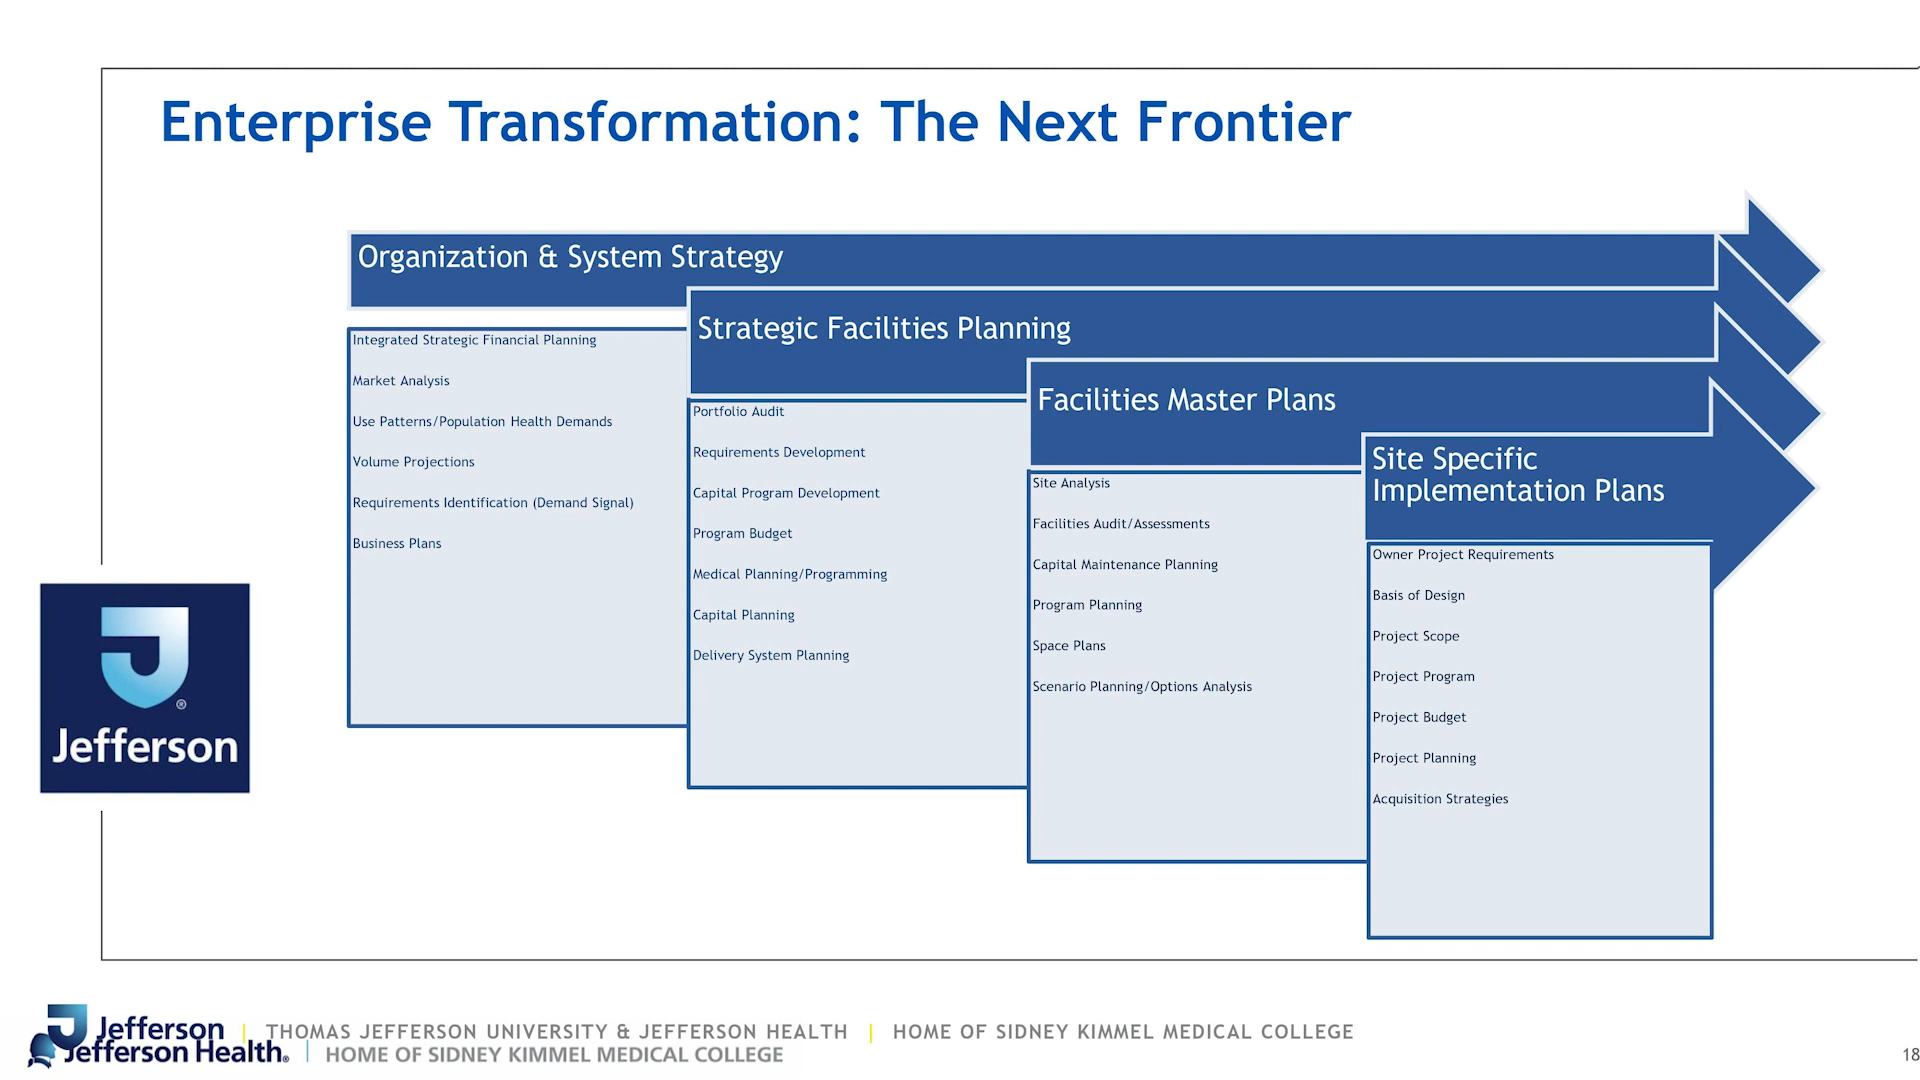 Enterprise Transformation: The Next Frontier
Organization & System Strategy
Integrated Strategic Financial Planning
Market Analysis
Use Patterns/Population Health Demands
Volume Projections
Requirements Identification (Demand Signal)
Business Plans
Strategic Facilities Planning
Portfolio Audit
Requirements Development
Capital Program Development
Program Budget
Medical Planning/Programming
Capital Planning
Delivery System Planning
Facilities Master Plans
Site Analysis
Facilities Audit/Assessments
Capital Maintenance Planning
Program Planning
Space Plans
Scenario Planning/Options Analysis
Site Specific
Implementation Plans
Owner Project Requirements
Basis of Design
Project Scope
Project Program
Project Budget
Project Planning
Acquisition Strategies
®
Jefferson
Jefferson | THOMAS JEFFERSON UNIVERSITY & JEFFERSON HEALTH | HOME OF SIDNEY KIMMEL MEDICAL COLLEGE
Jefferson Health® | HOME OF SIDNEY KIMMEL MEDICAL COLLEGE
18